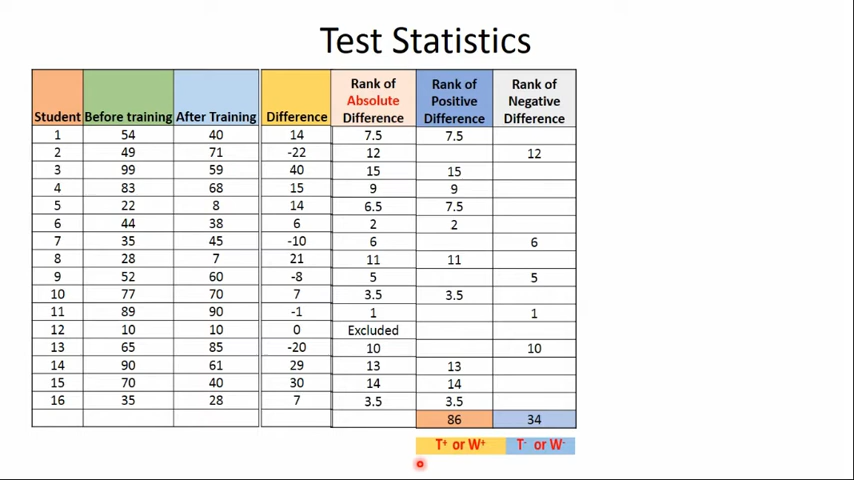 Test Statistics
Student Before training After Training Difference Rank of Absolute Difference Rank of Positive Difference Rank of Negative Difference
1 54 40 14 7.5 7.5
2 49 71 -22 12 12
3 99 59 40 15 15
4 83 68 15 9 9
5 22 8 14 6.5 7.5
6 44 38 6 2 2
7 35 45 -10 6 6
8 28 7 21 11 11
9 52 60 -8 5 5
10 77 70 7 3.5 3.5
11 89 90 -1 1 1
12 10 10 0 Excluded
13 65 85 -20 10 10
14 90 61 29 13 13
15 70 40 30 14 14
16 35 28 7 3.5 3.5
86 34
T⁺ or W⁺ T⁻ or W⁻